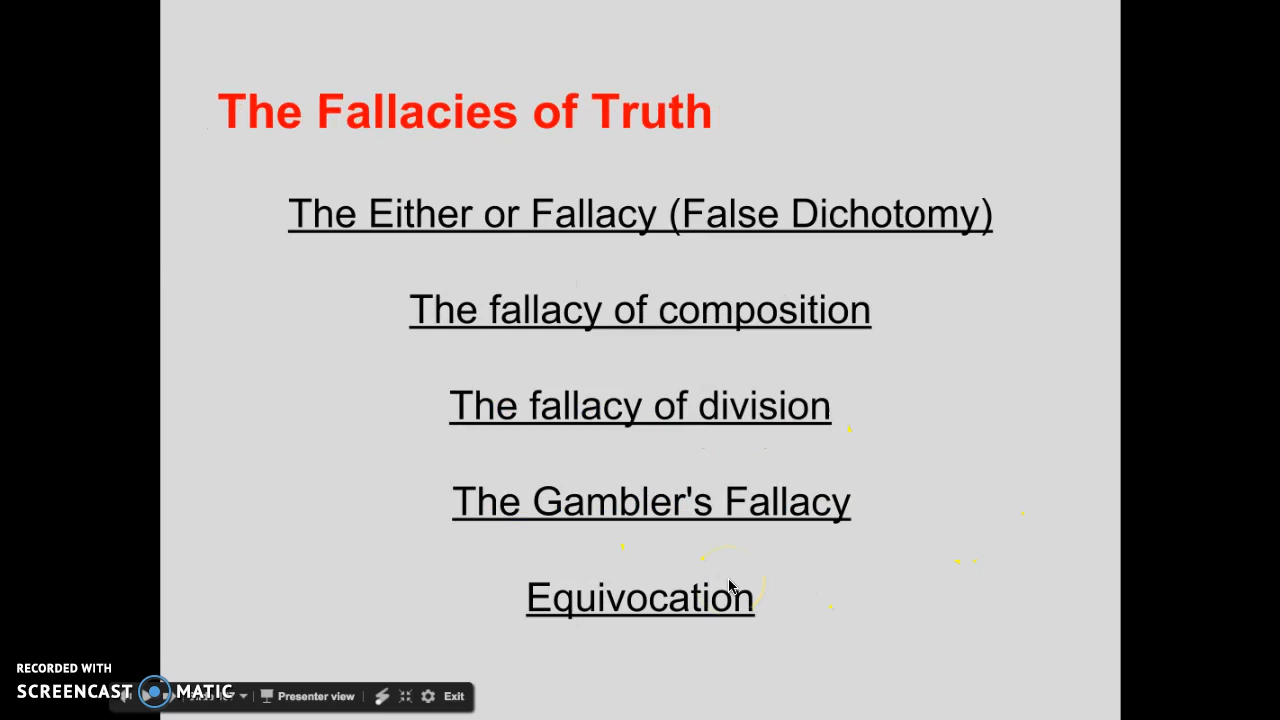 The Fallacies of Truth
The Either or Fallacy (False Dichotomy)
The fallacy of composition
The fallacy of division
The Gambler's Fallacy
Equivocation
RECORDED WITH
SCREENCAST MATIC
Presenter view
Exit